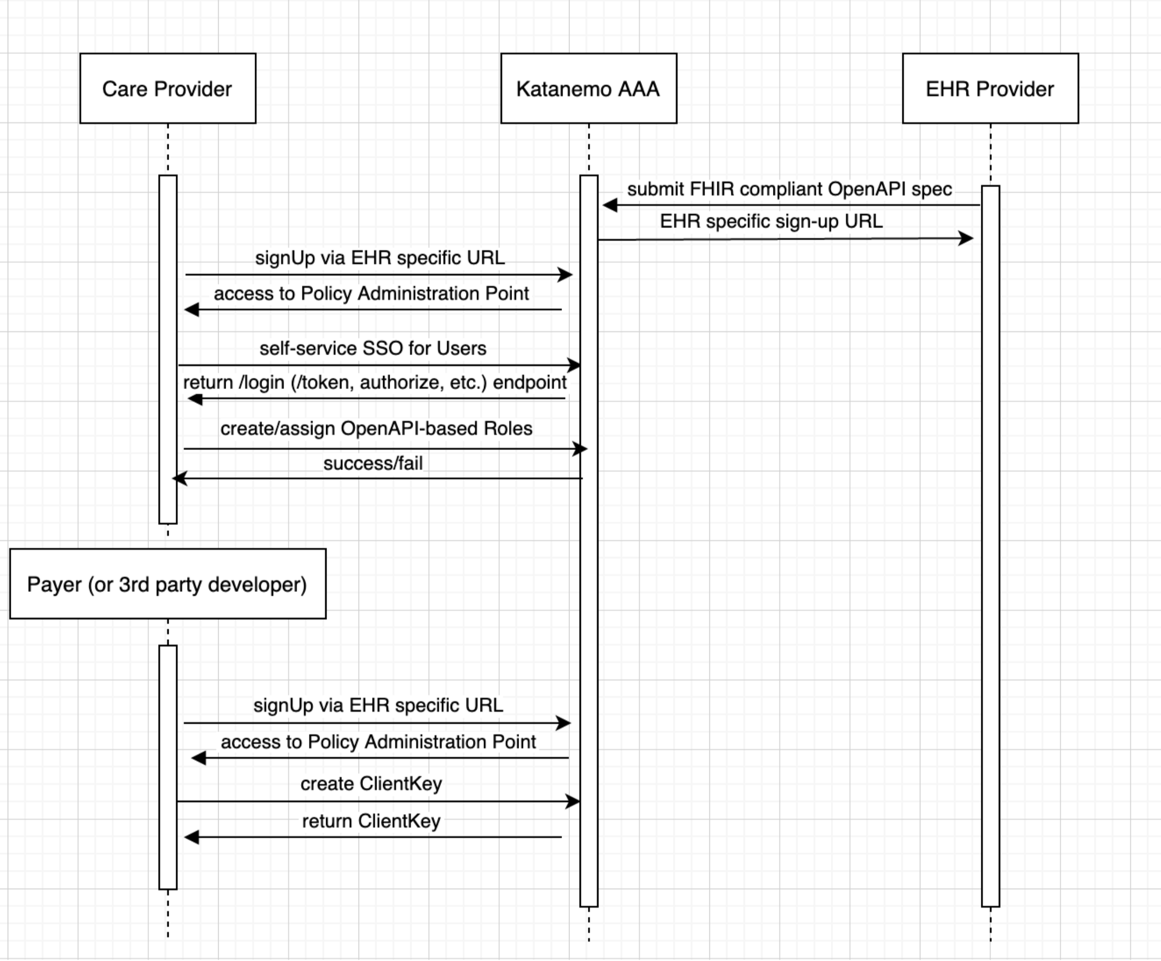 Care Provider
Katanemo AAA
EHR Provider
submit FHIR compliant OpenAPI spec
EHR specific sign-up URL
signUp via EHR specific URL
access to Policy Administration Point
self-service SSO for Users
return /login (/token, authorize, etc.) endpoint
create/assign OpenAPI-based Roles
success/fail
Payer (or 3rd party developer)
signUp via EHR specific URL
access to Policy Administration Point
create ClientKey
return ClientKey